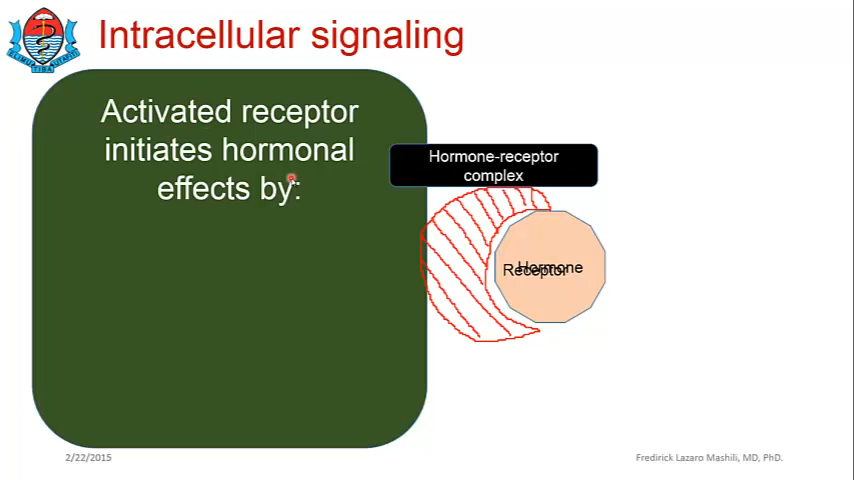 Intracellular signaling
Activated receptor
initiates hormonal
effects by:
Hormone-receptor
complex
Hormone
Receptor
2/22/2015
Fredirick Lazaro Mashili, MD, PhD.